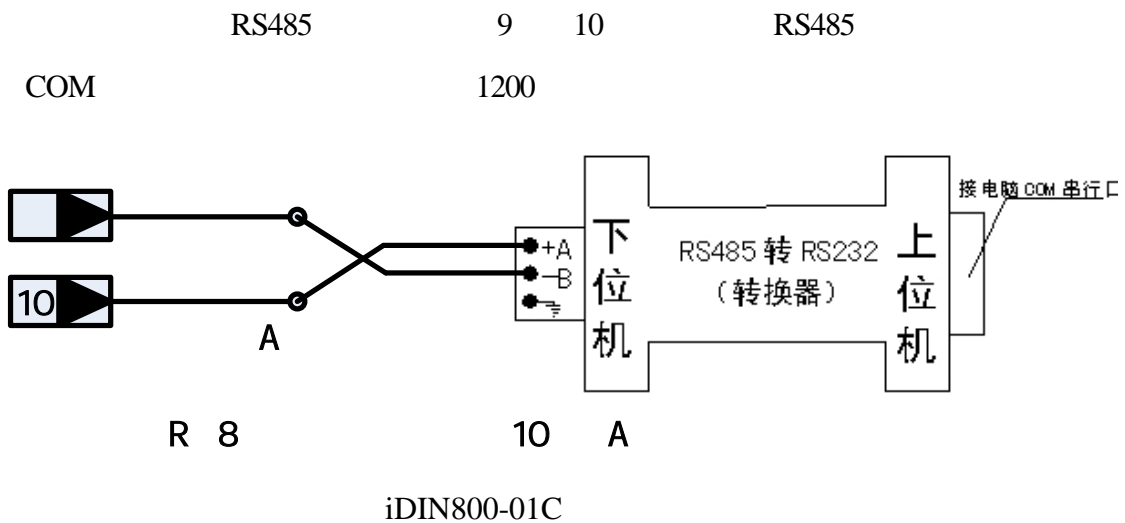 RS485 9 10 RS485
COM 1200
接电脑 COM 串行口
+A
-B
下位机
RS485 转 RS232
（转换器）
上位机
10
A
R 8 10 A
iDIN800-01C